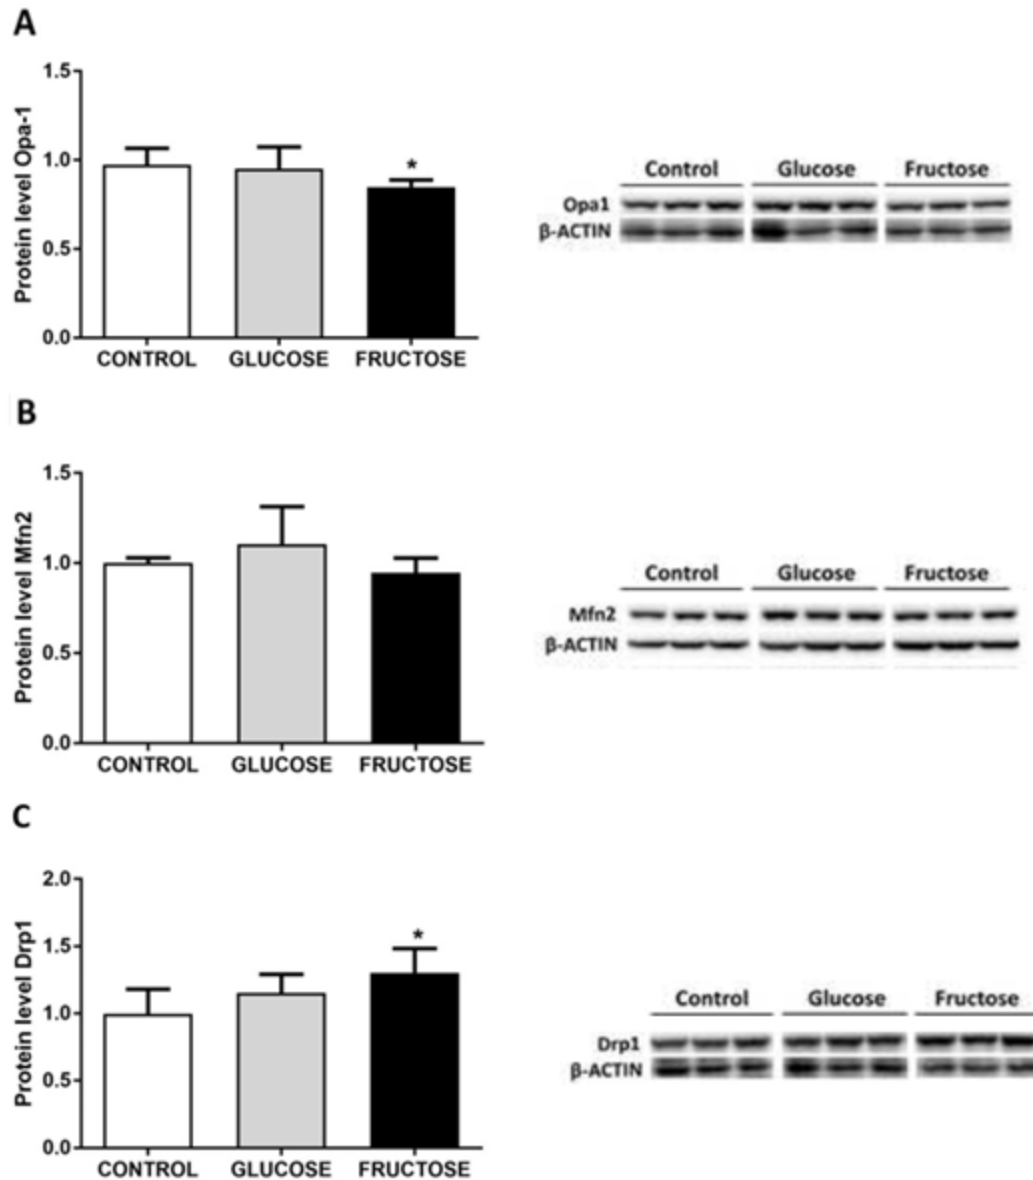 A
Protein level Opa-1
1.5
1.0
0.5
0.0
*
CONTROL GLUCOSE FRUCTOSE
Control Glucose Fructose
Opa1
β-ACTIN
B
Protein level Mfn2
1.5
1.0
0.5
0.0
CONTROL GLUCOSE FRUCTOSE
Control Glucose Fructose
Mfn2
β-ACTIN
C
Protein level Drp1
2.0
1.5
1.0
0.5
0.0
*
CONTROL GLUCOSE FRUCTOSE
Control Glucose Fructose
Drp1
β-ACTIN